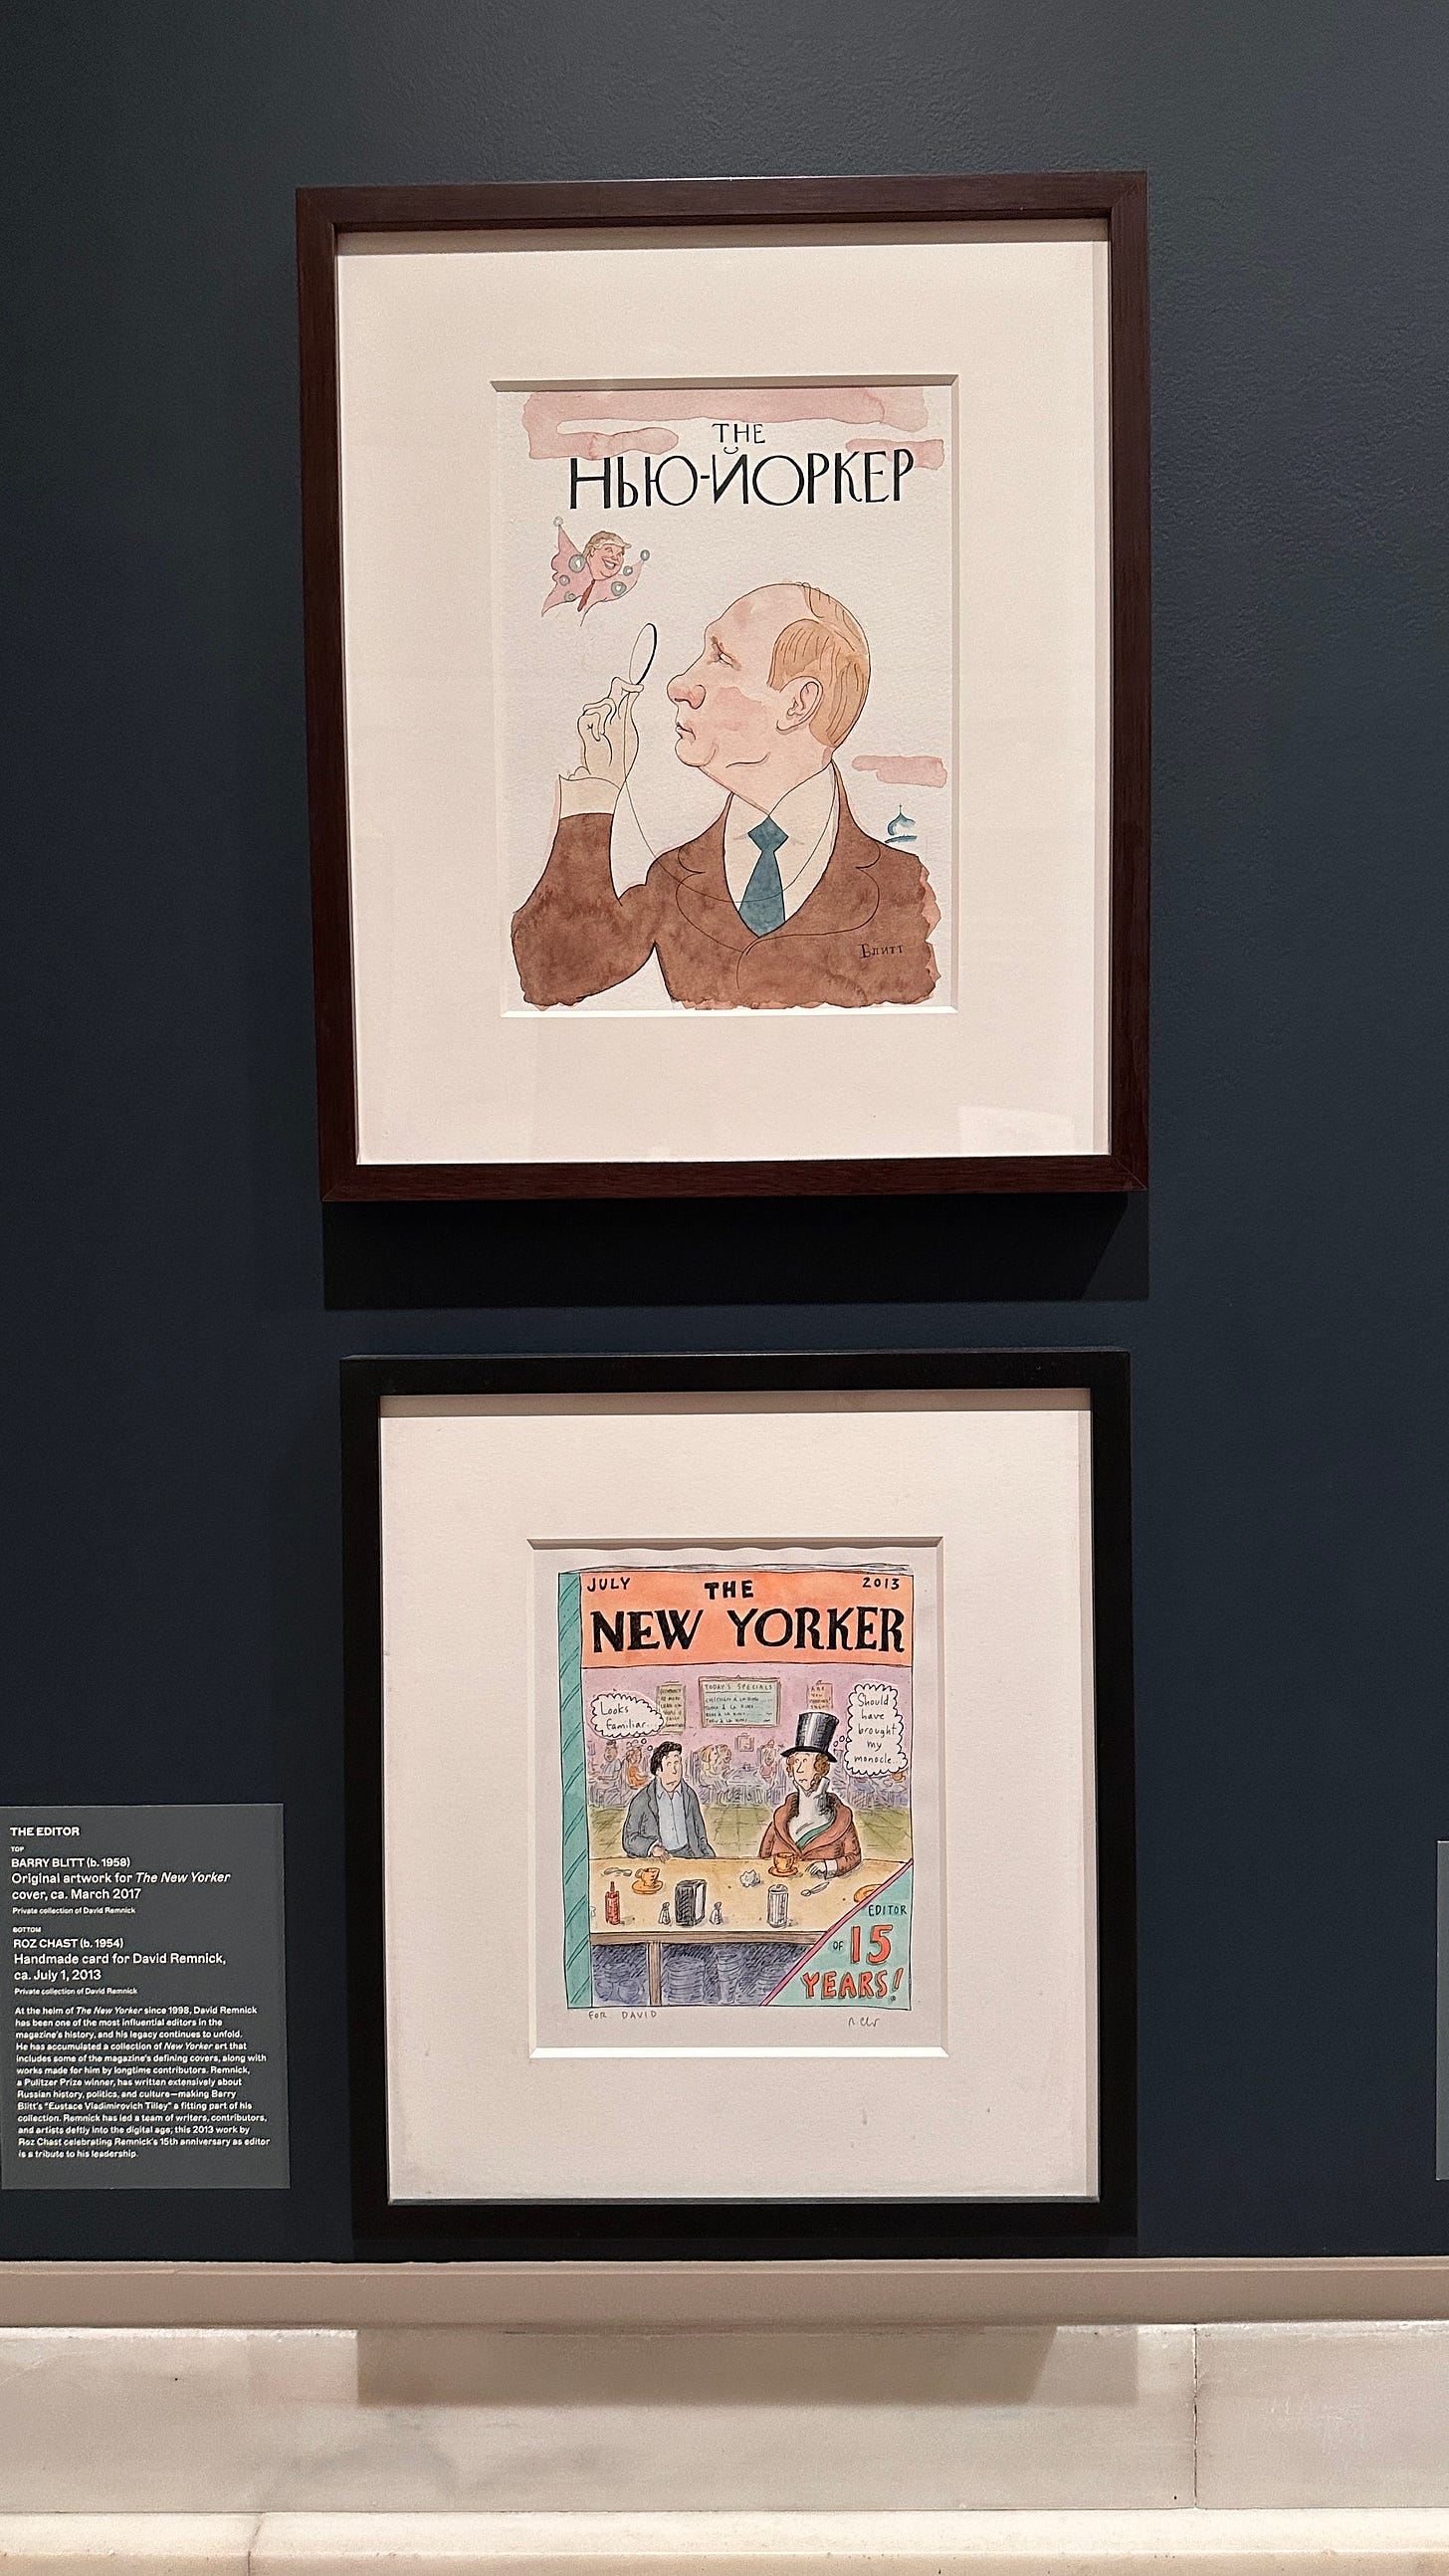 THE
НЬЮ-ЙОРКЕР
Блитт
JULY THE 2013
NEW YORKER
TODAY'S SPECIALS
Looks
familiar...
Should
have
brought
my
monocle...
EDITOR
OF 15
YEARS!
FOR DAVID
THE EDITOR
TOP
BARRY BLITT (b. 1958)
Original artwork for The New Yorker
cover, ca. March 2017
Private collection of David Remnick
BOTTOM
ROZ CHAST (b. 1954)
Handmade card for David Remnick,
ca. July 1, 2013
Private collection of David Remnick
At the helm of The New Yorker since 1998, David Remnick
has been one of the most influential editors in the
magazine's history, and his legacy continues to unfold.
He has accumulated a collection of New Yorker art that
includes some of the magazine's defining covers, along with
works made for him by longtime contributors. Remnick,
a Pulitzer Prize winner, has written extensively about
Russian history, politics, and culture—making Barry
Blitt's "Eustace Vladimirovich Tilley" a fitting part of his
collection. Remnick has led a team of writers, contributors,
and artists deftly into the digital age; this 2013 work by
Roz Chast celebrating Remnick's 15th anniversary as editor
is a tribute to his leadership.